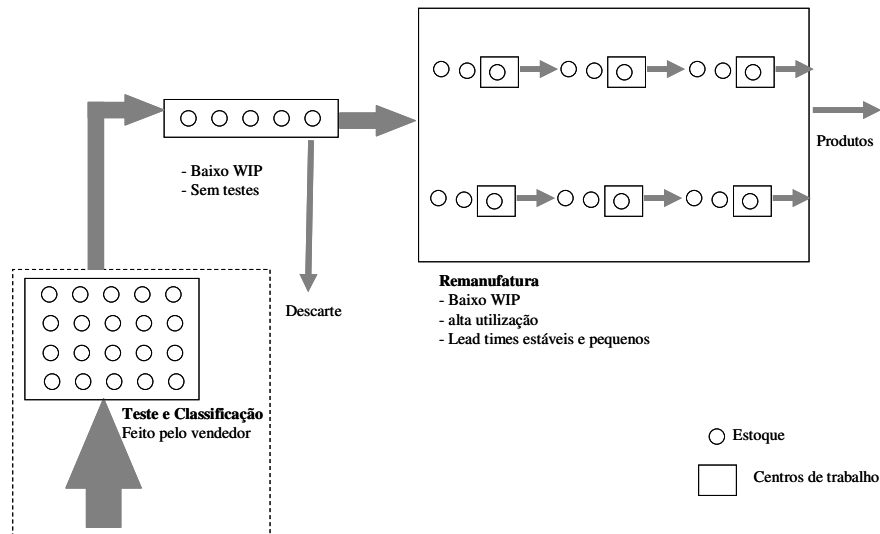 Produtos
- Baixo WIP
- Sem testes
Descarte
Remanufatura
- Baixo WIP
- alta utilização
- Lead times estáveis e pequenos
Teste e Classificação
Feito pelo vendedor
Estoque
Centros de trabalho